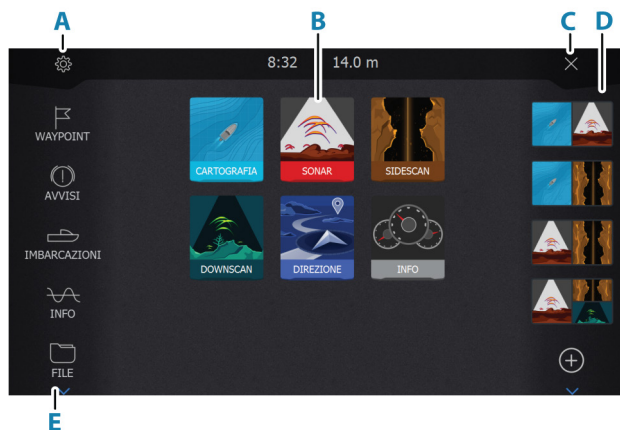 A B C D
8:32 14.0 m
WAYPOINT
AVVISI
IMBARCAZIONI
INFO
FILE
CARTOGRAFIA SONAR SIDESCAN
DOWNSCAN DIREZIONE INFO
E